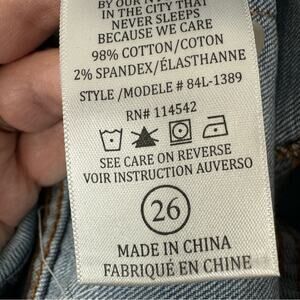 IN THE CITY THAT
NEVER SLEEPS
BECAUSE WE CARE
98% COTTON/COTON
2% SPANDEX/ÉLASTHANNE
STYLE /MODELE # 84L-1389
RN# 114542
SEE CARE ON REVERSE
VOIR INSTRUCTION AUVERSO
26
MADE IN CHINA
FABRIQUÉ EN CHINE